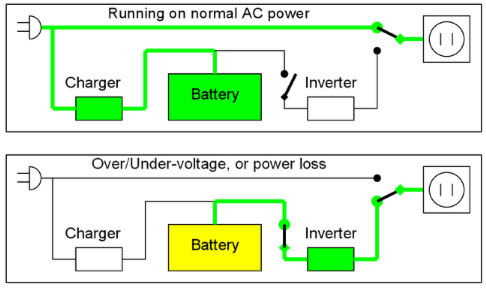 Running on normal AC power
Charger
Battery
Inverter
Over/Under-voltage, or power loss
Charger
Battery
Inverter